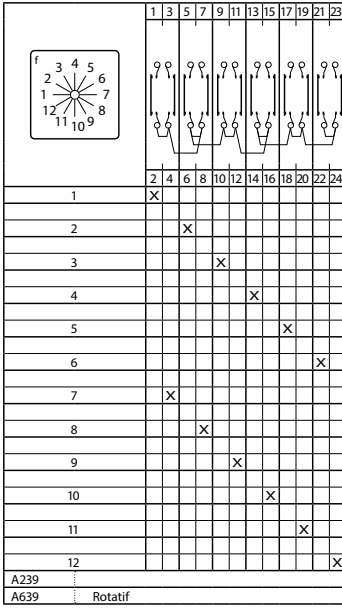 1 3 5 7 9 11 13 15 17 19 21 23
f
3 4 5
2 6
1 7
12 8
11 10 9
2 4 6 8 10 12 14 16 18 20 22 24
1 X
2 X
3 X
4 X
5 X
6 X
7 X
8 X
9 X
10 X
11 X
12 X
A239
A639 Rotatif